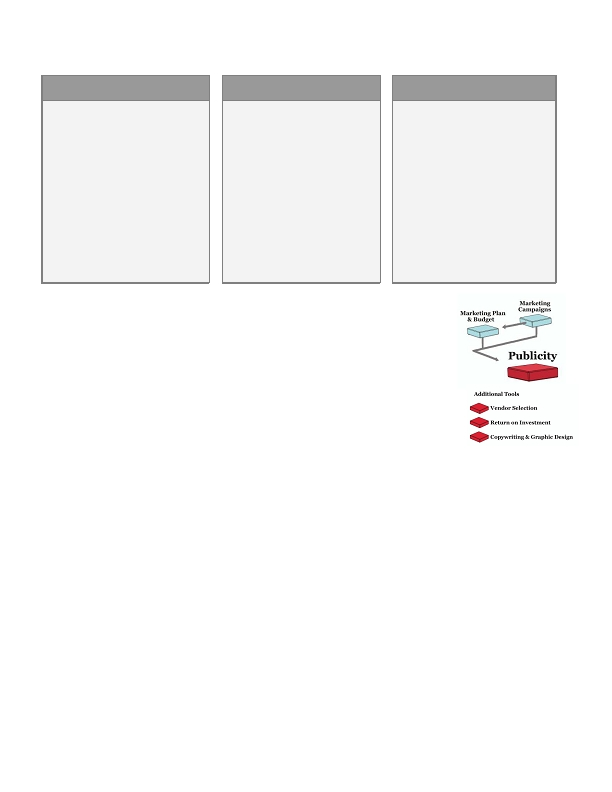 Marketing
Campaigns
Marketing Plan
& Budget
Publicity
Additional Tools
Vendor Selection
Return on Investment
Copywriting & Graphic Design